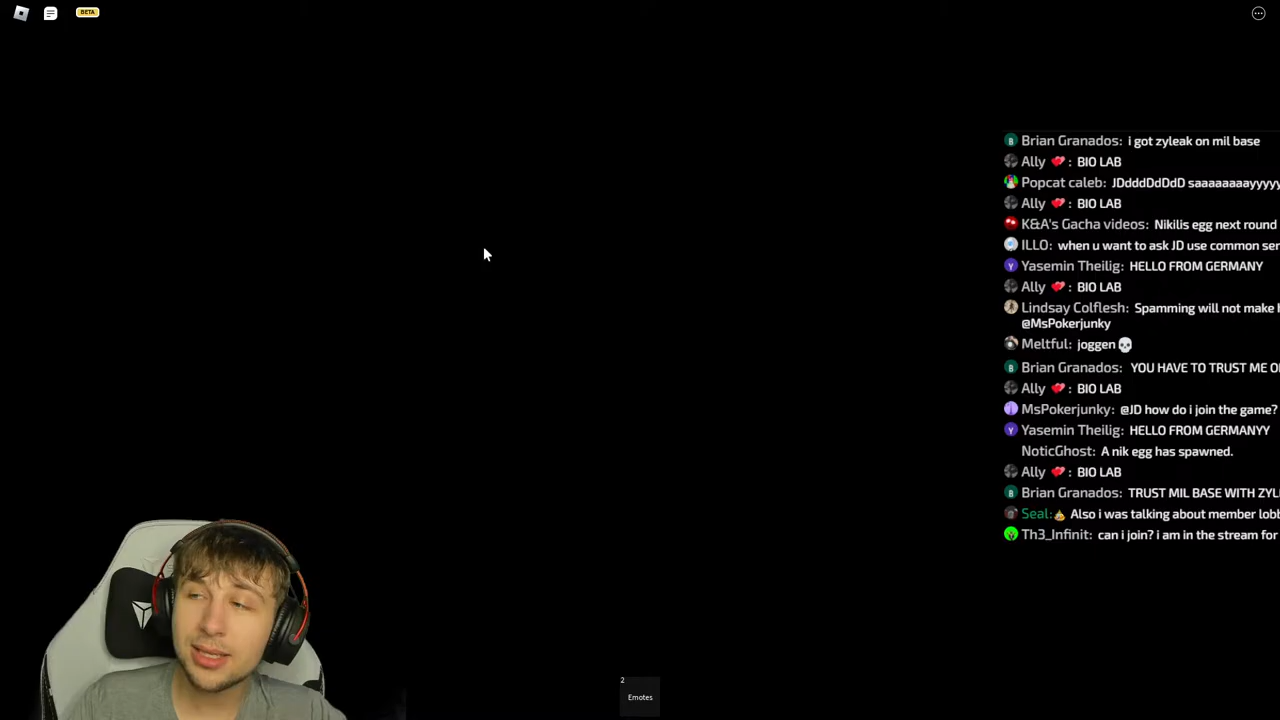 BETA
Brian Granados: i got zyleak on mil base
Ally : BIO LAB
Popcat caleb: JDdddDdDdD saaaaaaayyyyy
Ally : BIO LAB
K&A's Gacha videos: Nikilis egg next round
ILLO: when u want to ask JD use common
Yasemin Theilig: HELLO FROM GERMANY
Ally : BIO LAB
Lindsay Colflesh: Spamming will not make
@MsPokerjunky
Meltful: joggen
Brian Granados: YOU HAVE TO TRUST ME
Ally : BIO LAB
MsPokerjunky: @JD how do i join the game?
Yasemin Theilig: HELLO FROM GERMANYY
NoticGhost: A nik egg has spawned.
Ally : BIO LAB
Brian Granados: TRUST MIL BASE WITH
Seal: Also i was talking about member
Th3_Infinit: can i join? i am in the stream for
2
Emotes